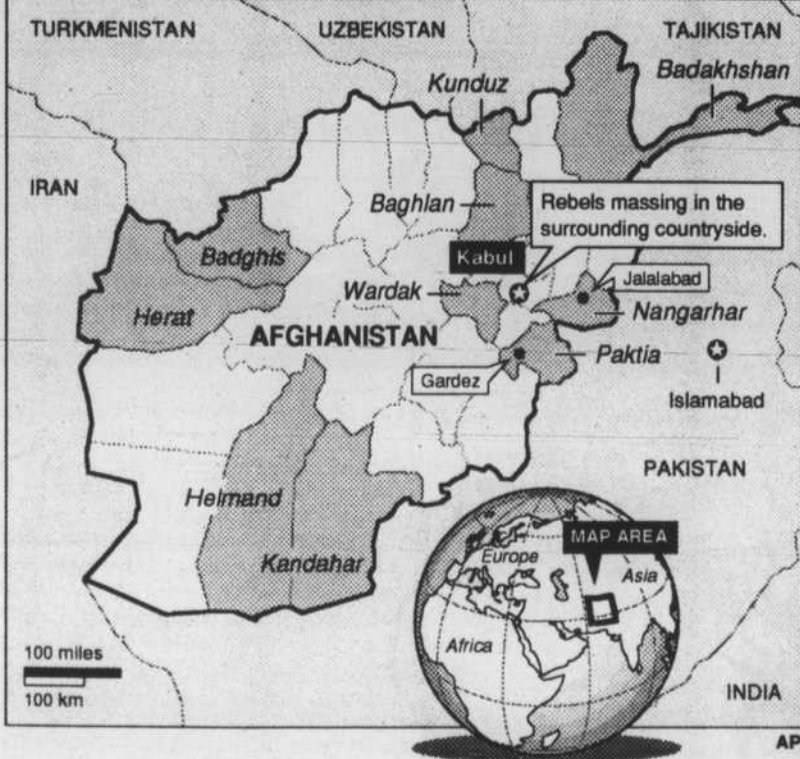 TURKMENISTAN
UZBEKISTAN
TAJIKISTAN
Kunduz
Badakhshan
IRAN
Baghlan
Rebels massing in the
surrounding countryside.
Badghis
Kabul
Wardak
Jalalabad
Herat
Nangarhar
AFGHANISTAN
Paktia
Gardez
Islamabad
PAKISTAN
Helmand
Kandahar
MAP AREA
Europe
Asia
Africa
100 miles
100 km
INDIA
AP